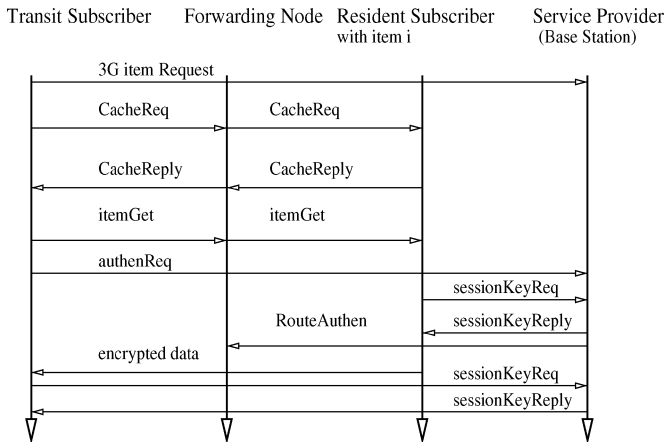 Transit Subscriber Forwarding Node Resident Subscriber Service Provider
with item i (Base Station)
3G item Request
CacheReq CacheReq
CacheReply CacheReply
itemGet itemGet
authenReq
sessionKeyReq
RouteAuthen sessionKeyReply
encrypted data
sessionKeyReq
sessionKeyReply